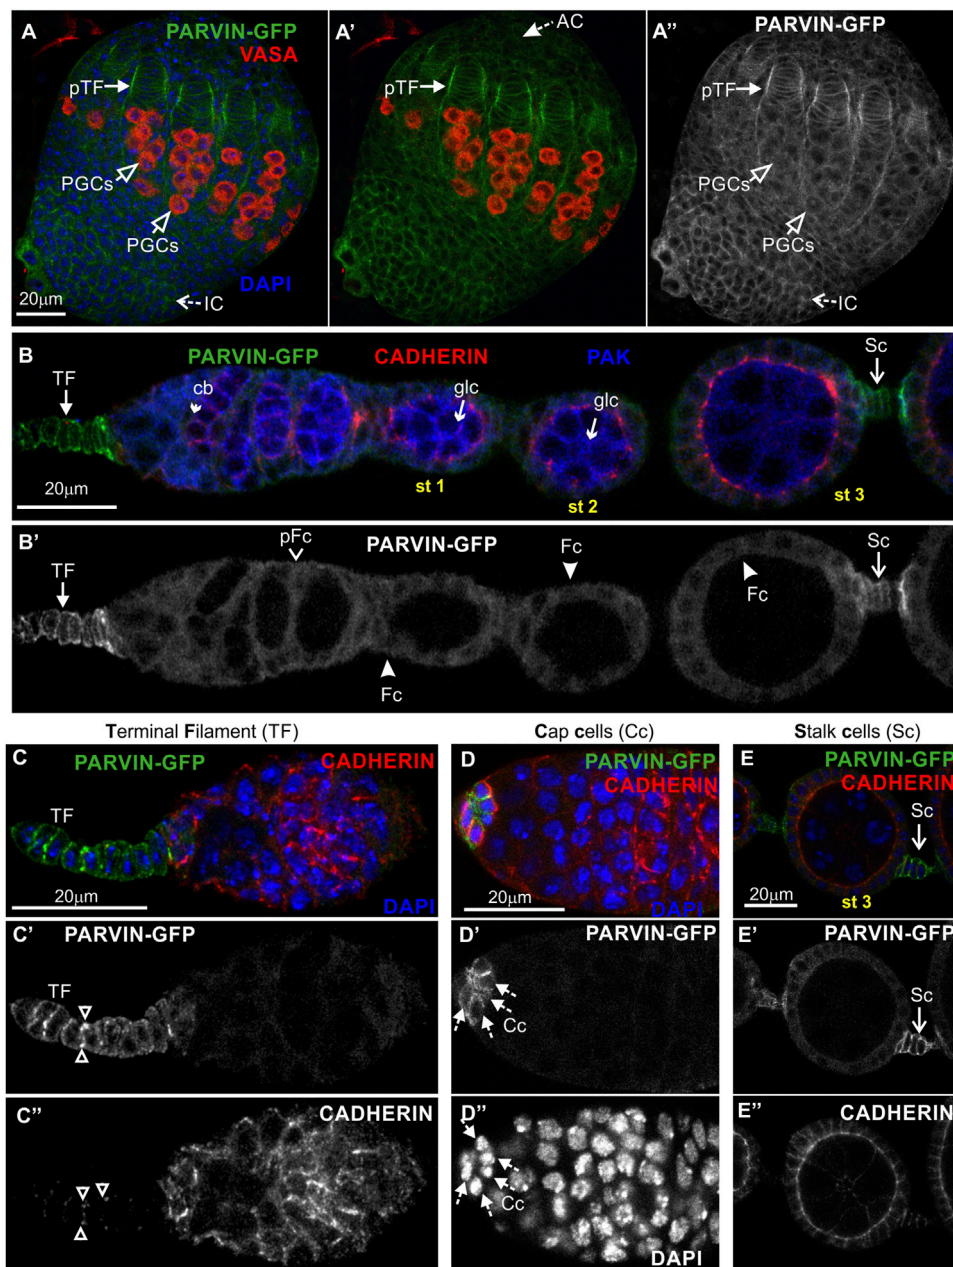 A PARVIN-GFP
VASA
pTF
PGCs
PGCs
DAPI
20µm
IC
A' AC
pTF
A" PARVIN-GFP
pTF
PGCs
PGCs
IC
B PARVIN-GFP CADHERIN PAK
TF
cb
glc
glc
Sc
20µm
st 1
st 2
st 3
B' PARVIN-GFP
TF
pFc
Fc
Fc
Fc
Sc
Terminal Filament (TF)
Cap cells (Cc)
Stalk cells (Sc)
C PARVIN-GFP CADHERIN
TF
20µm
DAPI
D PARVIN-GFP
CADHERIN
20µm
DAPI
E PARVIN-GFP
CADHERIN
Sc
20µm
st 3
C' PARVIN-GFP
TF
D' PARVIN-GFP
Cc
E' PARVIN-GFP
Sc
C" CADHERIN
D"
Cc
DAPI
E" CADHERIN